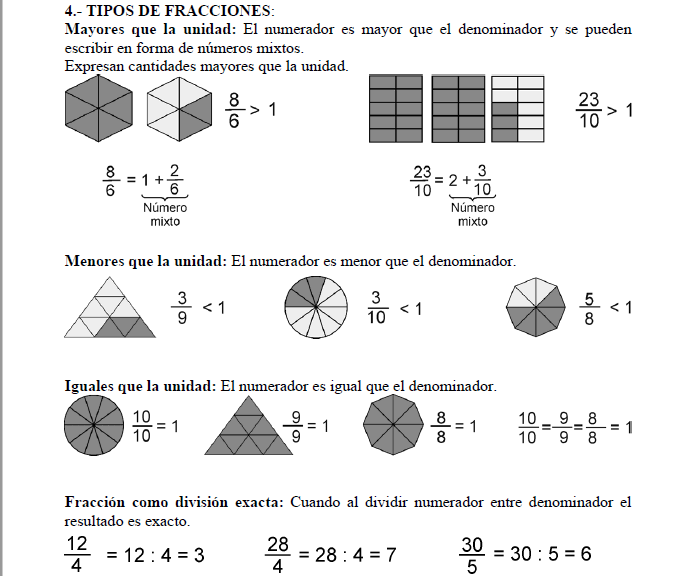 4.- TIPOS DE FRACCIONES:
Mayores que la unidad: El numerador es mayor que el denominador y se pueden
escribir en forma de números mixtos.
Expresan cantidades mayores que la unidad.
8/6 > 1
23/10 > 1
8/6 = 1 + 2/6
Número
mixto
23/10 = 2 + 3/10
Número
mixto
Menores que la unidad: El numerador es menor que el denominador.
3/9 < 1
3/10 < 1
5/8 < 1
Iguales que la unidad: El numerador es igual que el denominador.
10/10 = 1
9/9 = 1
8/8 = 1
10/10 = 9/9 = 8/8 = 1
Fracción como división exacta: Cuando al dividir numerador entre denominador el
resultado es exacto.
12/4 = 12 : 4 = 3
28/4 = 28 : 4 = 7
30/5 = 30 : 5 = 6